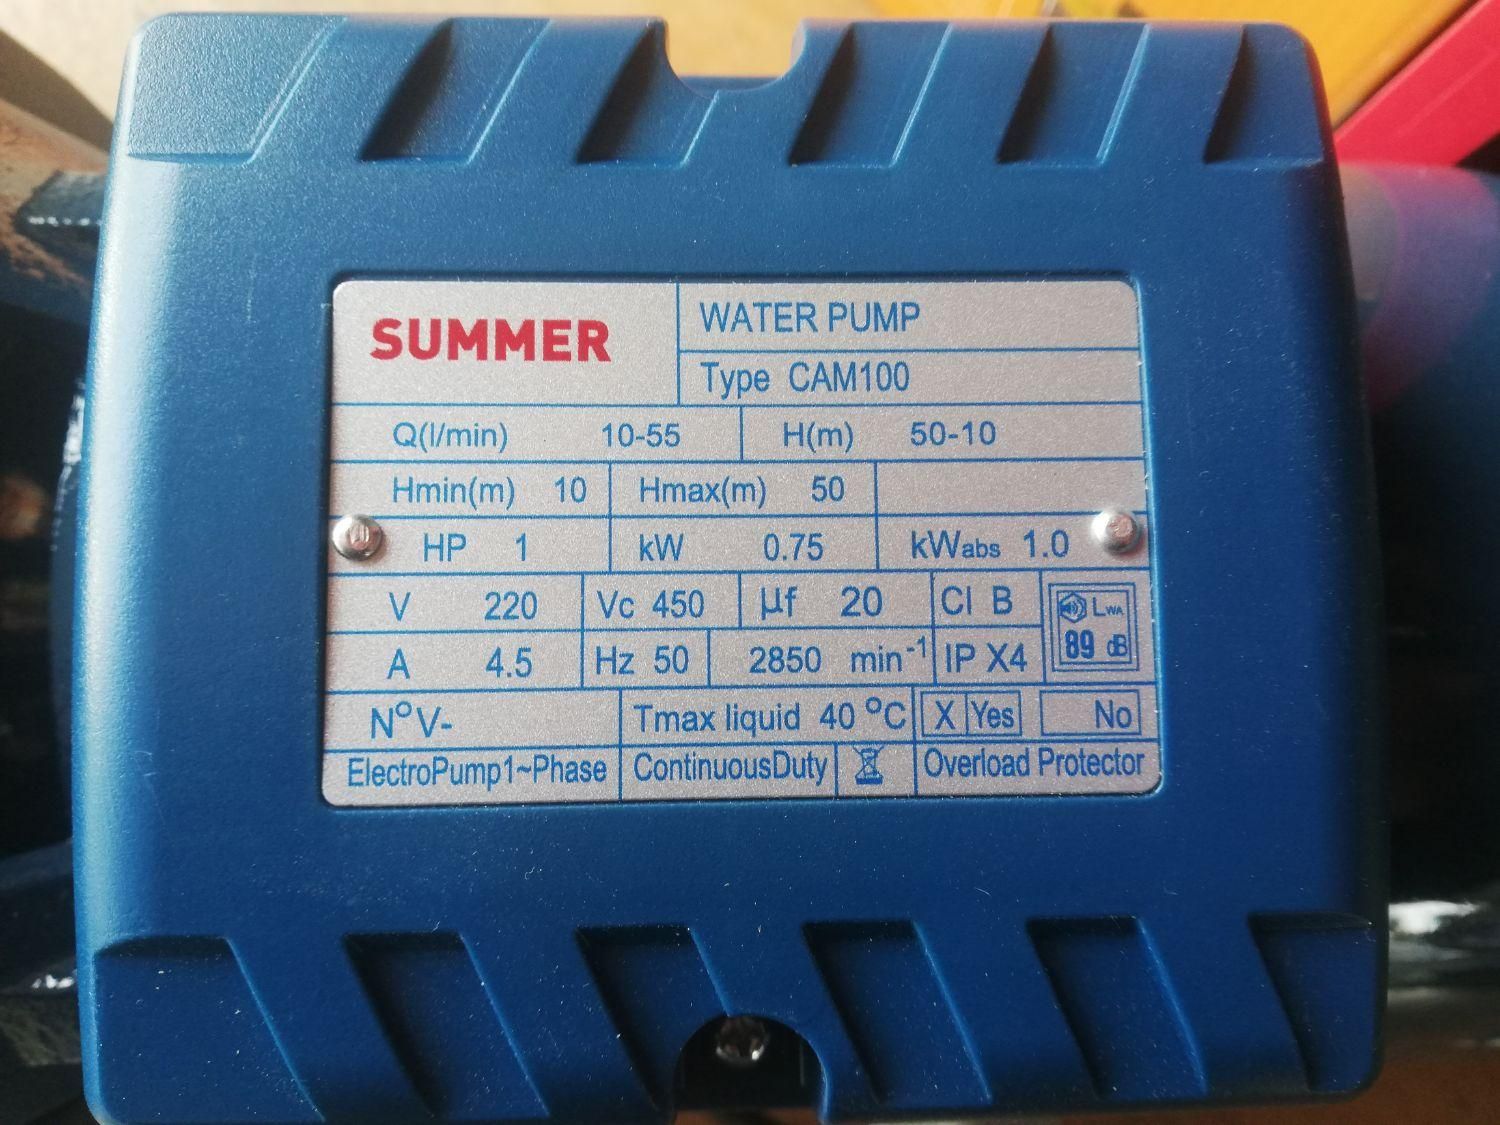 SUMMER
WATER PUMP
Type CAM100
Q(l/min) 10-55 H(m) 50-10
Hmin(m) 10 Hmax(m) 50
HP 1 kW 0.75 kWabs 1.0
V 220 Vc 450 µf 20 Cl B
LWA
89 dB
A 4.5 Hz 50 2850 min⁻¹ IP X4
N°V- Tmax liquid 40 °C X Yes No
ElectroPump1~Phase ContinuousDuty Overload Protector